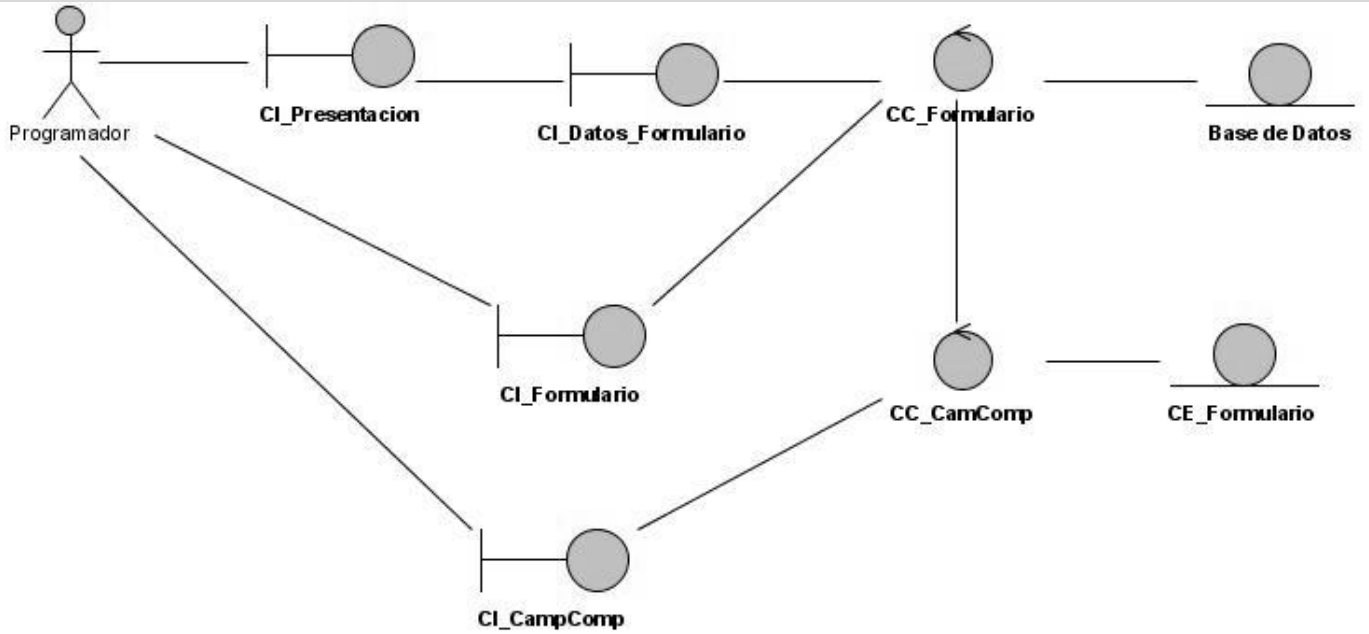 CI_Presentacion
CI_Datos_Formulario
CC_Formulario
Base de Datos
Programador
CI_Formulario
CC_CamComp
CE_Formulario
CI_CampComp